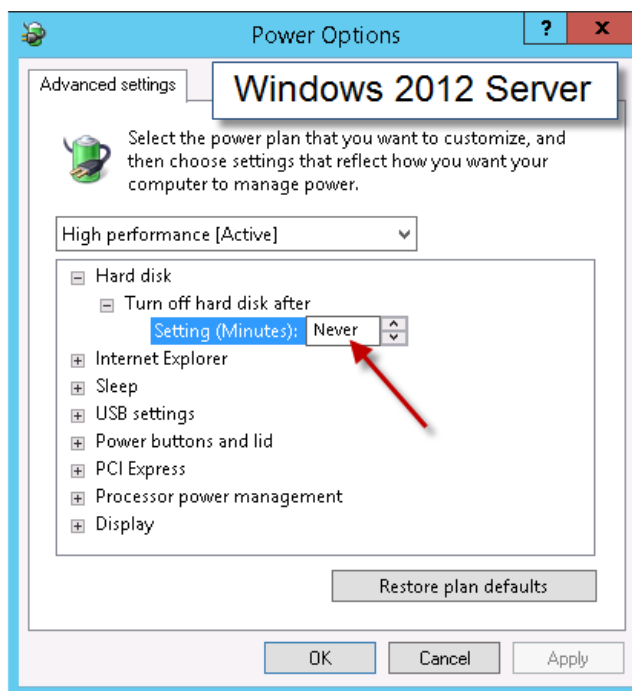 Power Options
?
x
Advanced settings
Windows 2012 Server
Select the power plan that you want to customize, and
then choose settings that reflect how you want your
computer to manage power.
High performance [Active]
Hard disk
Turn off hard disk after
Setting (Minutes): Never
Internet Explorer
Sleep
USB settings
Power buttons and lid
PCI Express
Processor power management
Display
Restore plan defaults
OK Cancel Apply